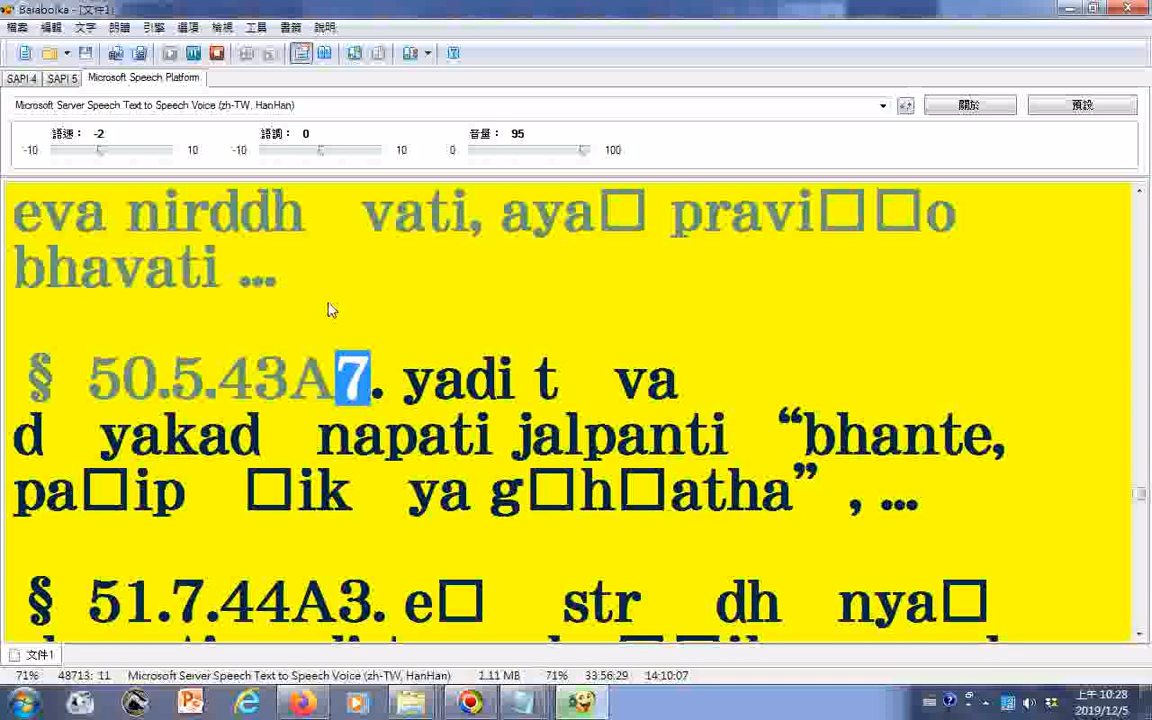 Balabolka - [文件1]
檔案 編輯 文字 朗讀 引擎 選項 檢視 工具 書籤 說明
SAPI 4 SAPI 5 Microsoft Speech Platform
Microsoft Server Speech Text to Speech Voice (zh-TW, HanHan) 關於 預設
語速： -2 語調： 0 音量： 95
-10 10 -10 10 0 100
eva nirddh vati, aya□ pravi□□o
bhavati ...
§ 50.5.43A7. yadi t va
d yakad napati jalpanti “bhante,
pa□ip □ik ya g□h□atha” , ...
§ 51.7.44A3. e□ str dh nya□
文件1
71% 48713: 11 Microsoft Server Speech Text to Speech Voice (zh-TW, HanHan) 1.11 MB 71% 33:56:29 14:10:07
上午 10:28
2019/12/5